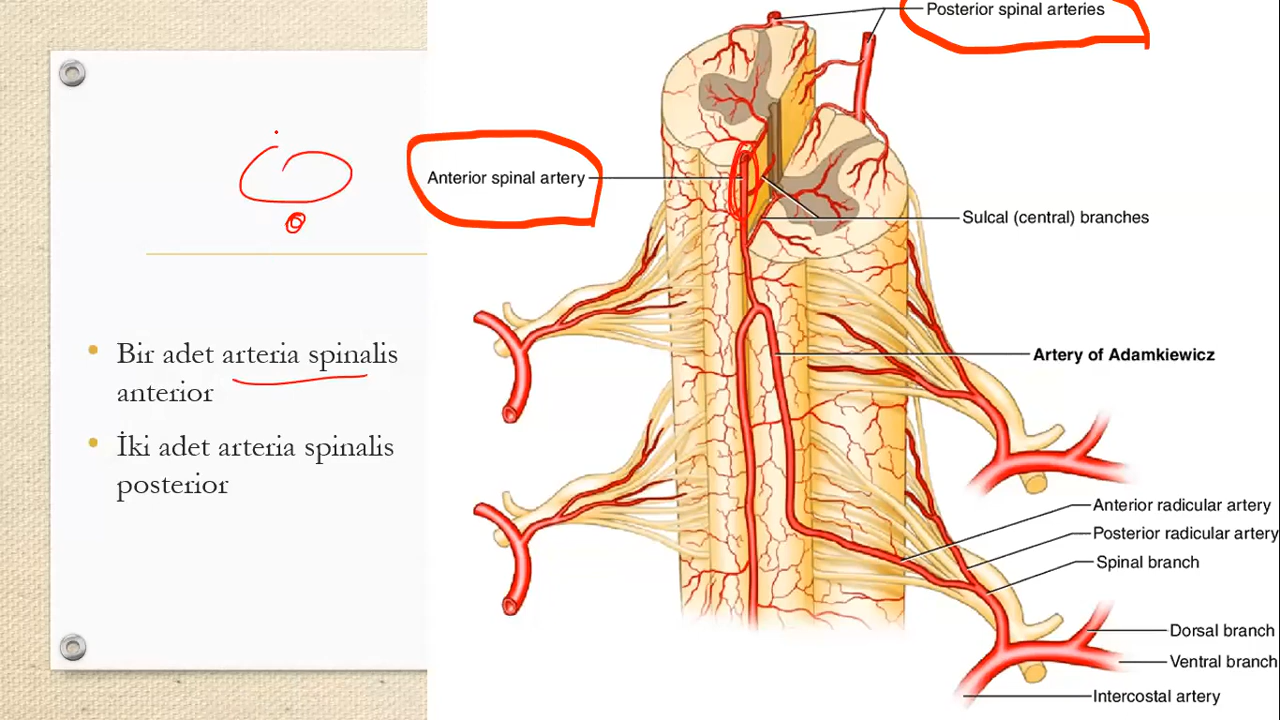 Bir adet arteria spinalis
anterior
İki adet arteria spinalis
posterior
Posterior spinal arteries
Anterior spinal artery
Sulcal (central) branches
Artery of Adamkiewicz
Anterior radicular artery
Posterior radicular artery
Spinal branch
Dorsal branch
Ventral branch
Intercostal artery